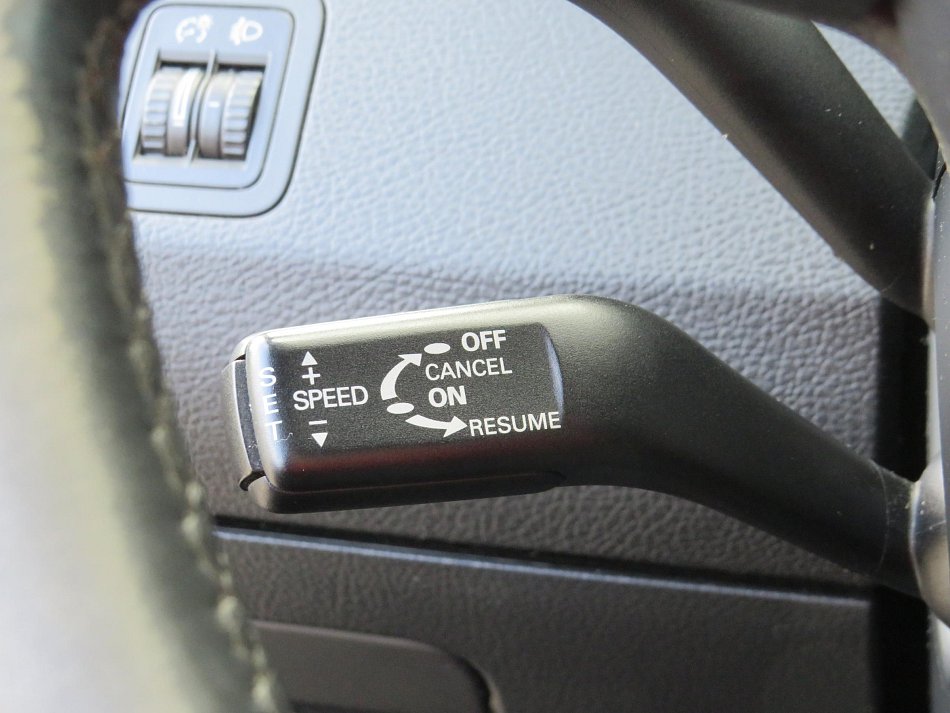 SET
+
SPEED
−
OFF
CANCEL
ON
RESUME